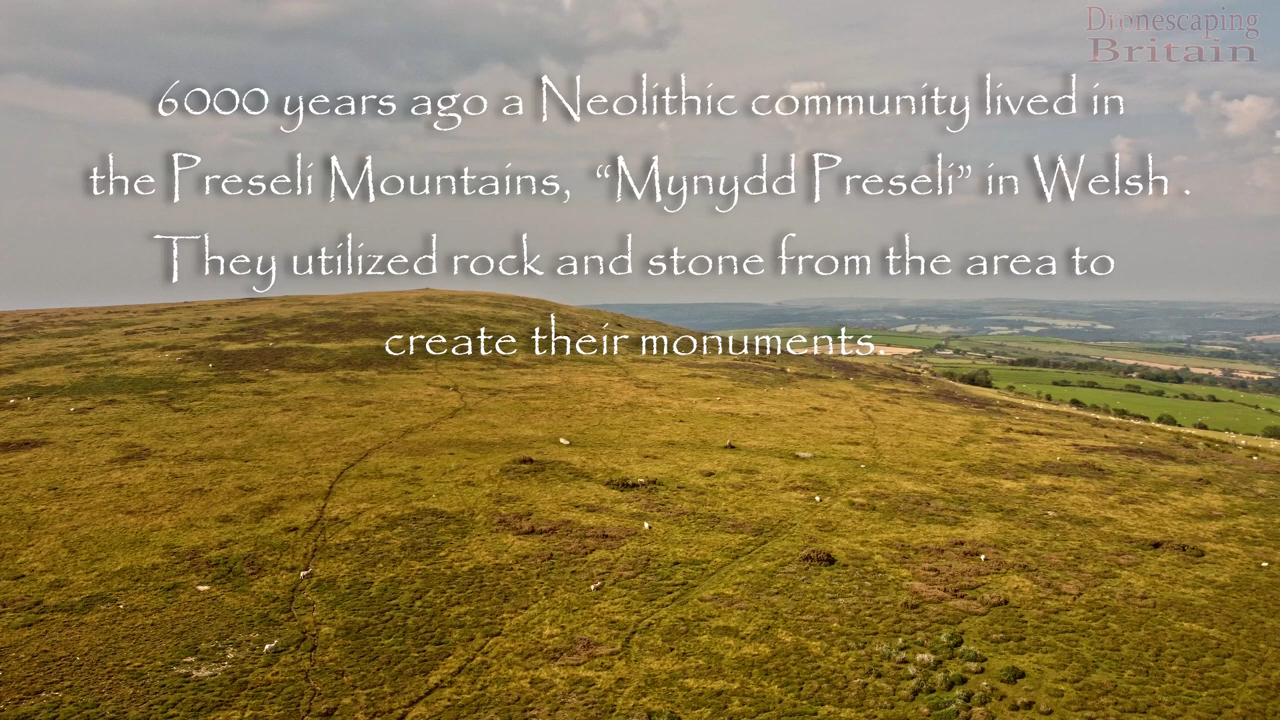 Dronescaping
Britain
6000 years ago a Neolithic community lived in
the Preseli Mountains, “Mynydd Preseli” in Welsh .
They utilized rock and stone from the area to
create their monuments.